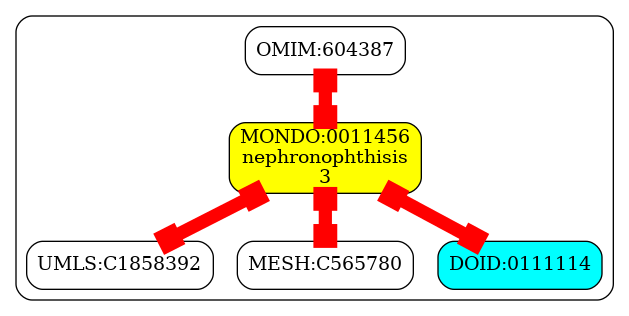 OMIM:604387
MONDO:0011456
nephronophthisis
3
UMLS:C1858392
MESH:C565780
DOID:0111114